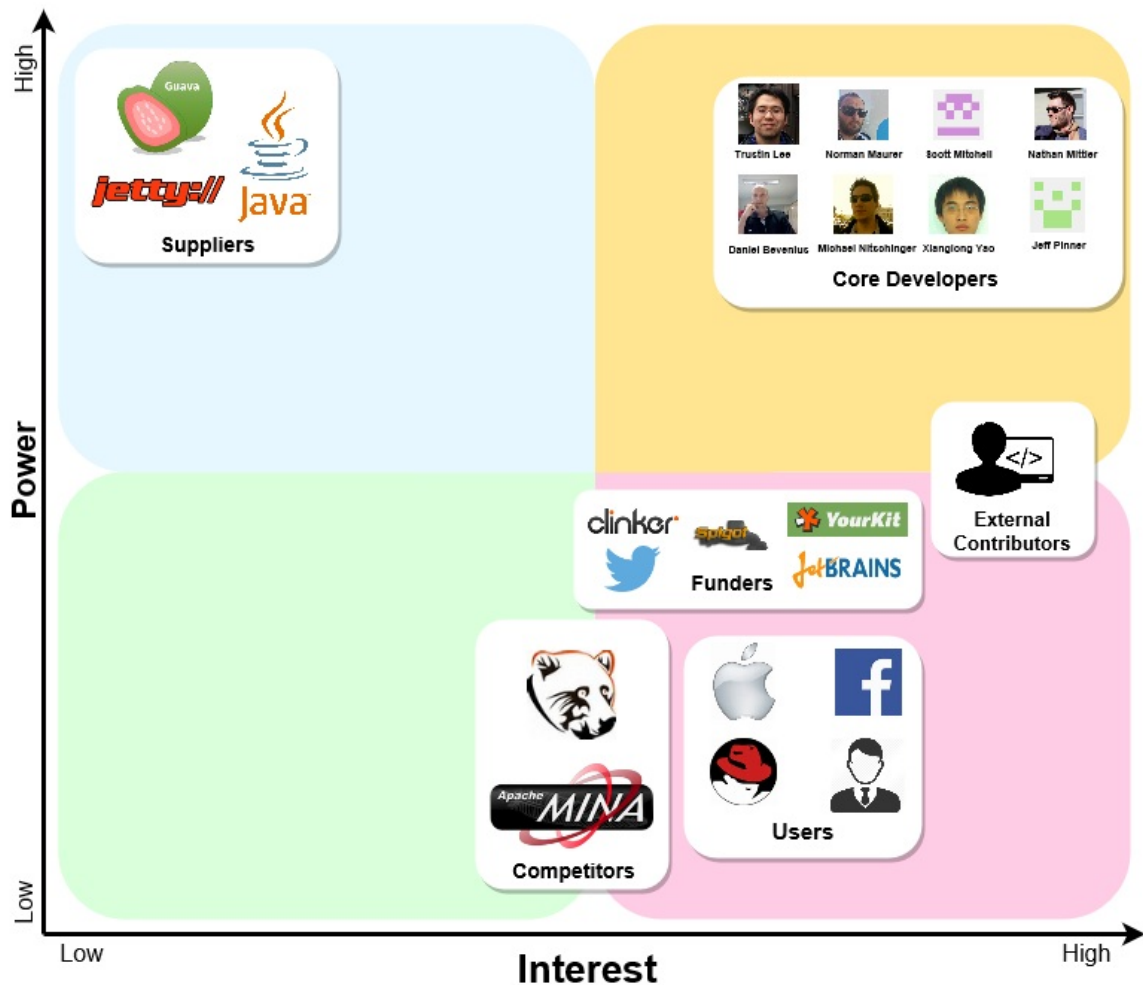 High
Guava
jetty://
Java
Suppliers
Trustin Lee
Norman Maurer
Scott Mitchell
Nathan Mittler
Daniel Bevenius
Michael Nitschinger
Xiangiong Yao
Jeff Pinner
Core Developers
Power
</>
External
Contributors
clinker
Spigot
YourKit
Funders
JetBRAINS
Apache
MINA
Competitors
Users
Low
Low
High
Interest